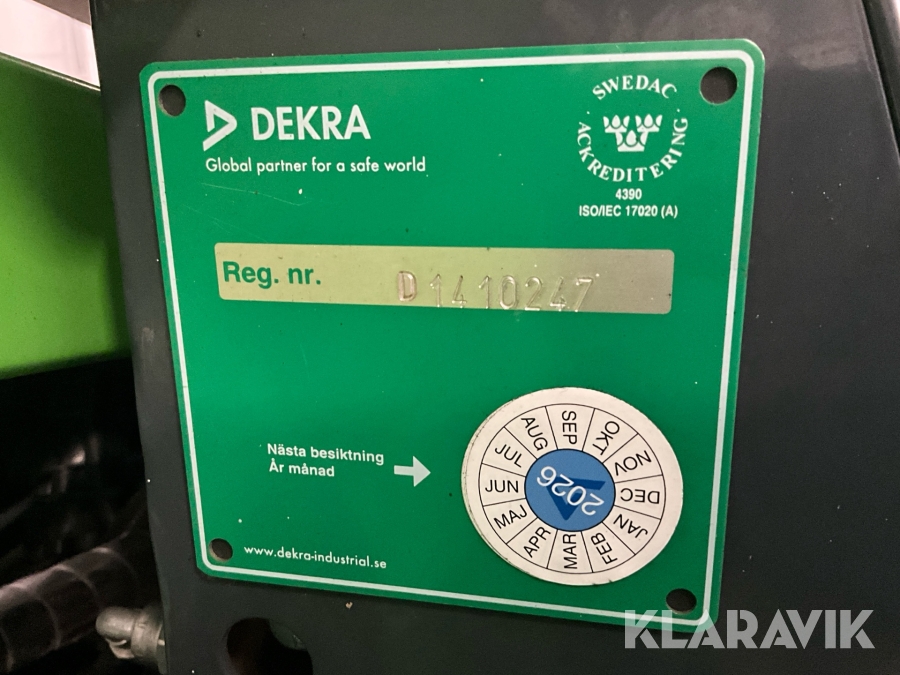 DEKRA
Global partner for a safe world
SWEDAC
ACKREDITERING
4390
ISO/IEC 17020 (A)
Reg. nr. D1410247
Nästa besiktning
År månad
JAN
FEB
MAR
APR
MAJ
JUN
JUL
AUG
SEP
OKT
NOV
DEC
2026
www.dekra-industrial.se
KLARAVIK